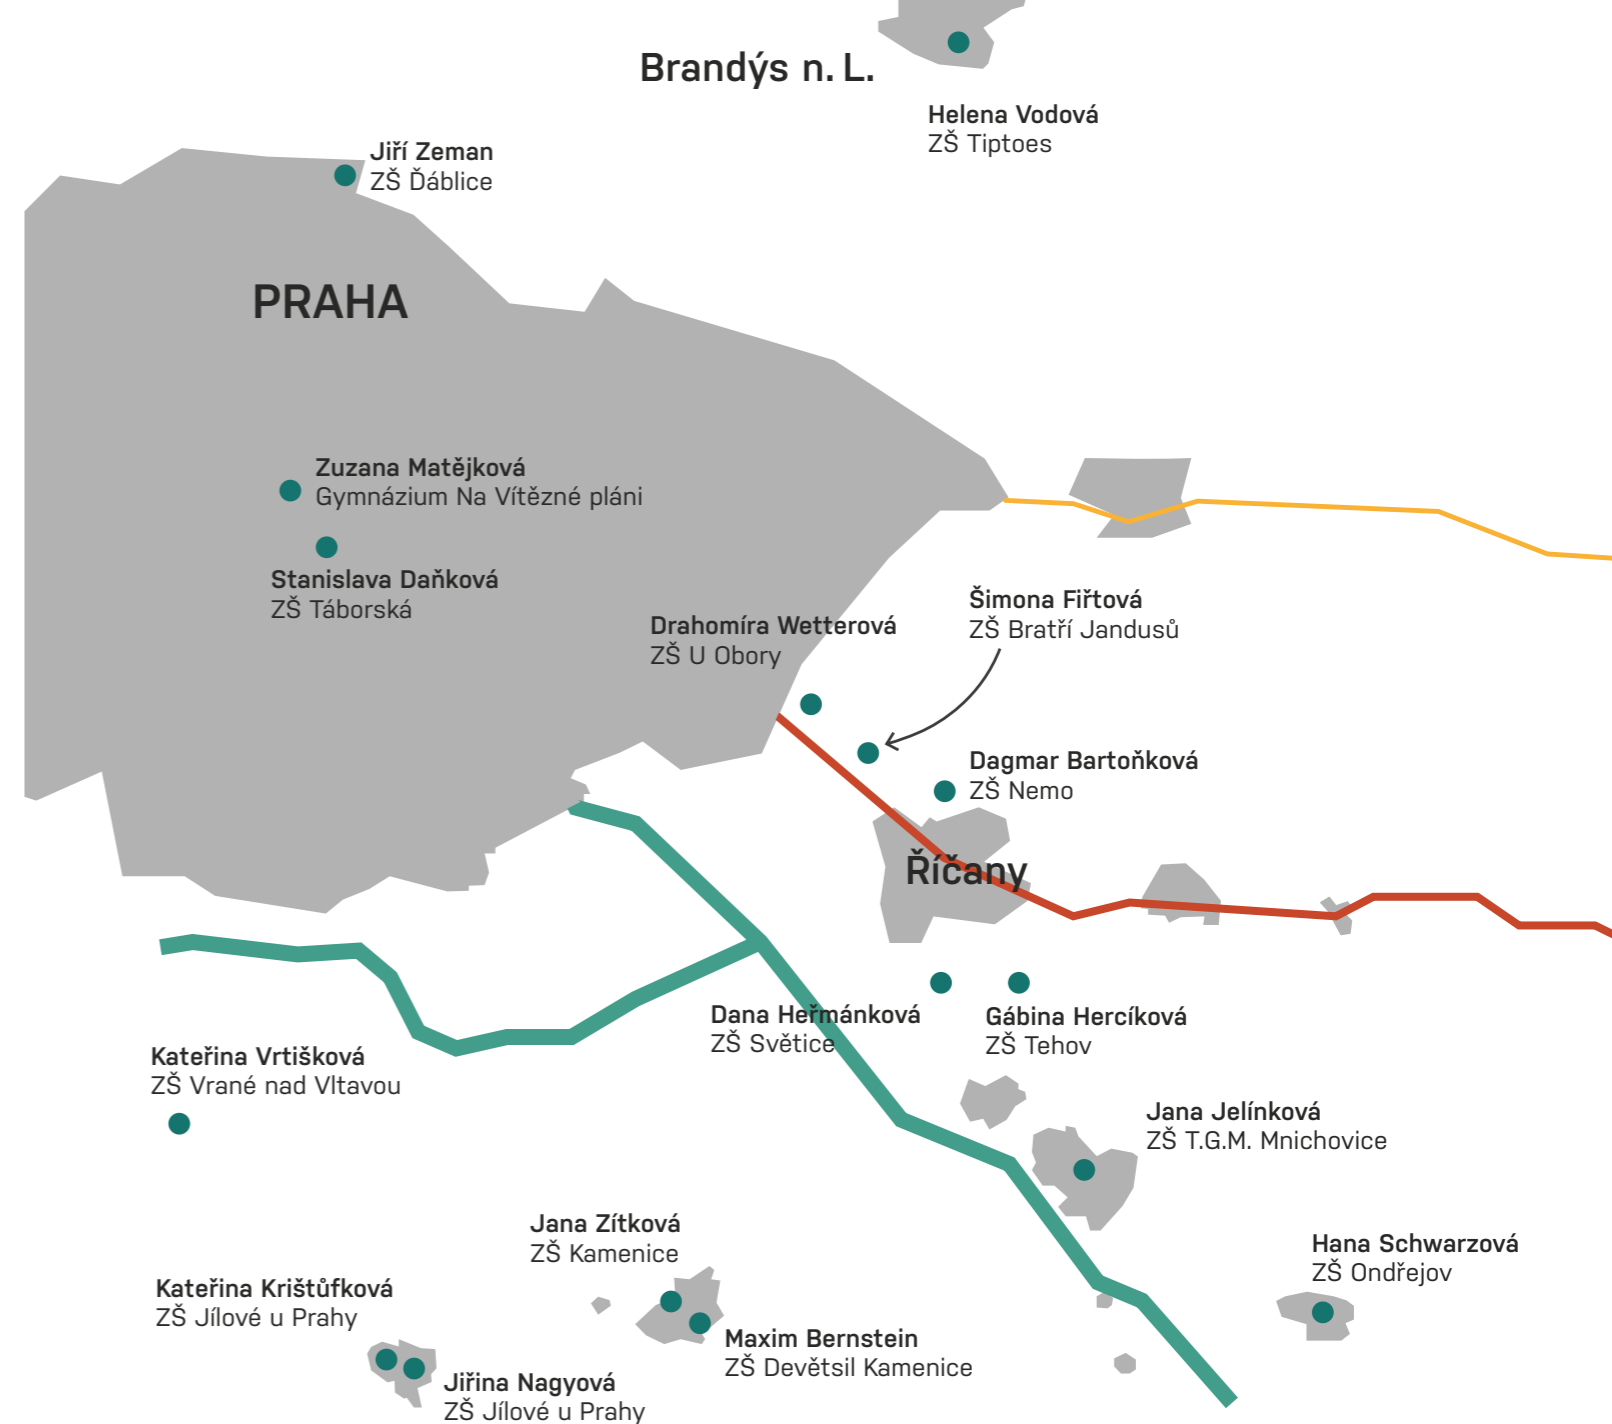 Brandýs n. L.
Helena Vodová
ZŠ Tiptoes
Jiří Zeman
ZŠ Ďáblice
PRAHA
Zuzana Matějková
Gymnázium Na Vítězné pláni
Stanislava Daňková
ZŠ Táborská
Drahomíra Wetterová
ZŠ U Obory
Šimona Fiřtová
ZŠ Bratří Jandusů
Dagmar Bartoňková
ZŠ Nemo
Říčany
Dana Heřmánková
ZŠ Světice
Gábina Hercíková
ZŠ Tehov
Kateřina Vrtišková
ZŠ Vrané nad Vltavou
Jana Jelínková
ZŠ T.G.M. Mnichovice
Jana Zítková
ZŠ Kamenice
Hana Schwarzová
ZŠ Ondřejov
Kateřina Krištůfková
ZŠ Jílové u Prahy
Maxim Bernstein
ZŠ Devětsil Kamenice
Jiřina Nagyová
ZŠ Jílové u Prahy